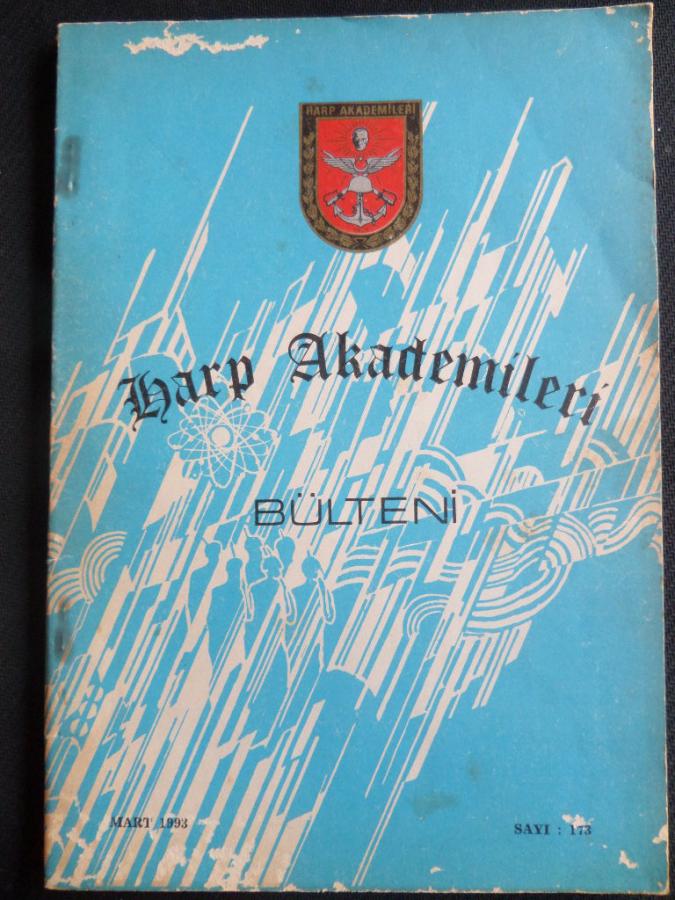 HARP AKADEMİLERİ
Harp Akademileri
BÜLTENİ
MART 1993
SAYI : 173